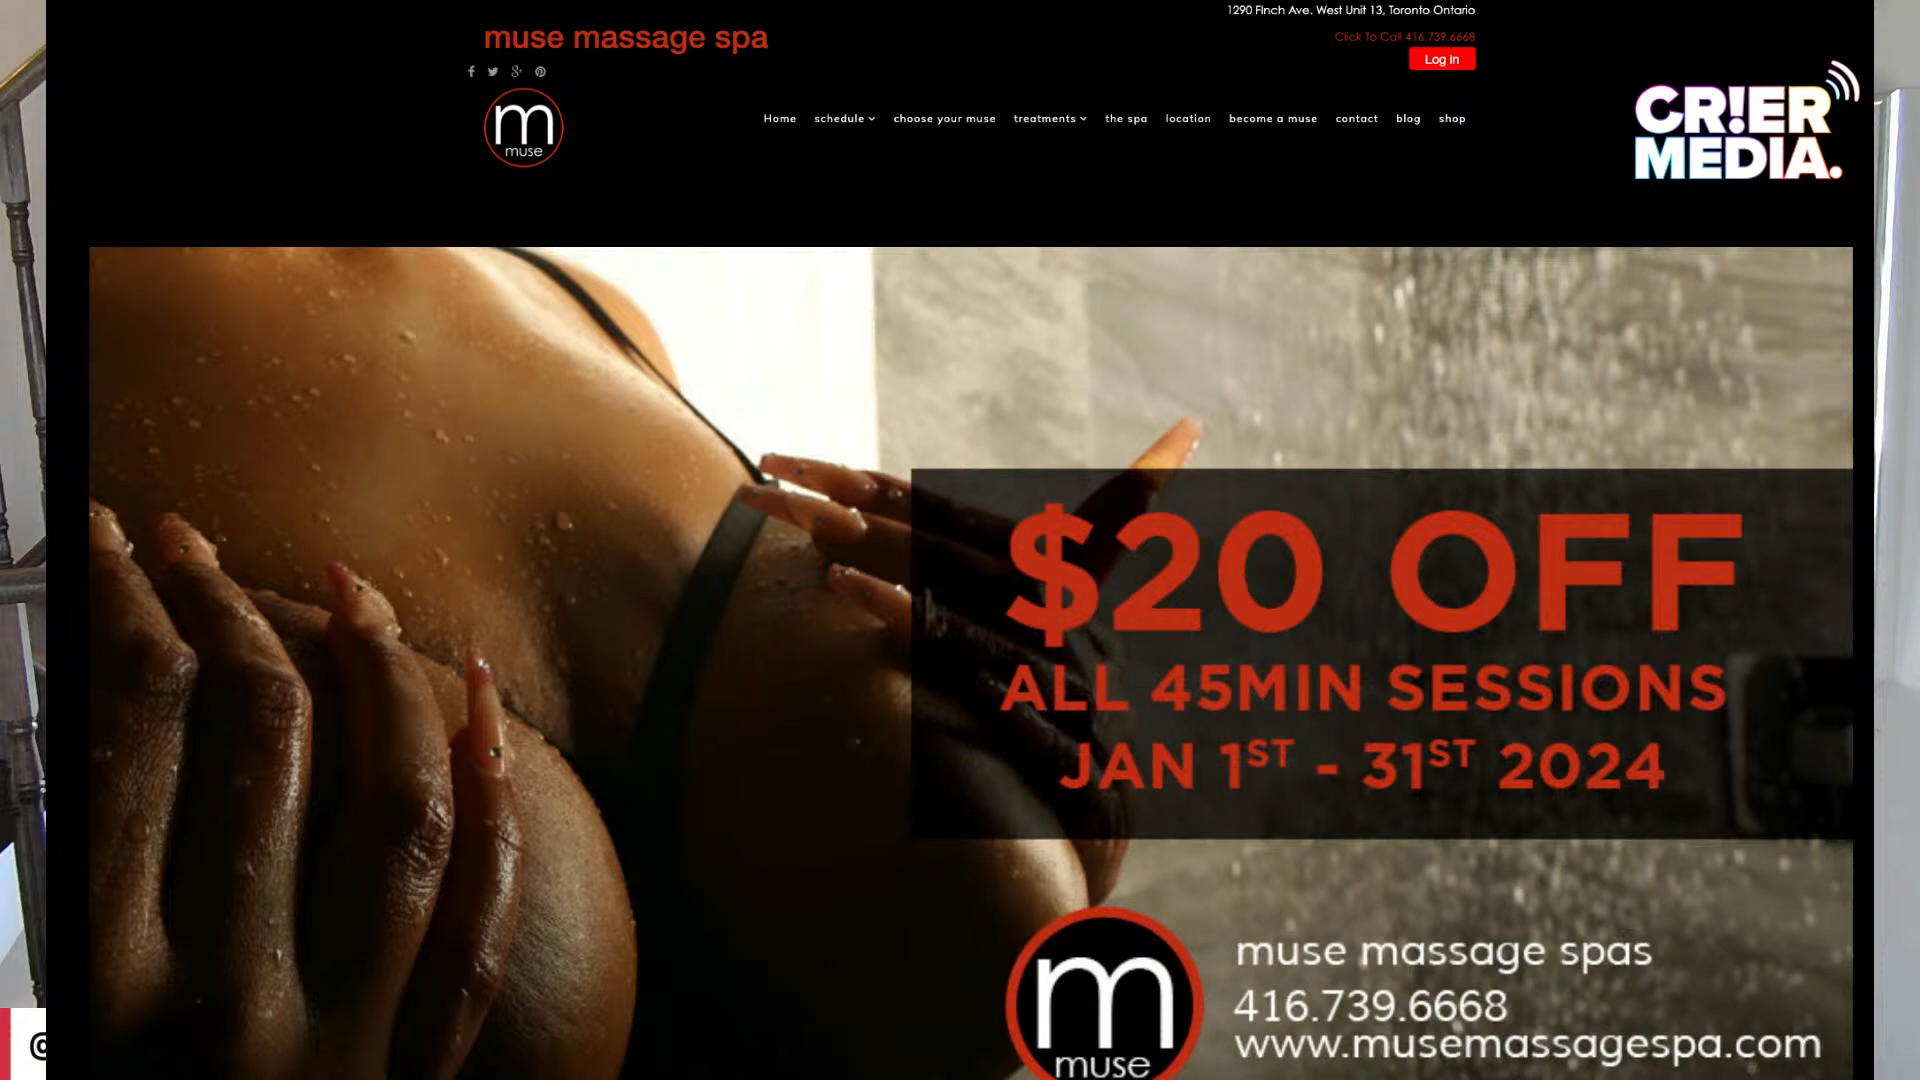 1290 Finch Ave. West Unit 13, Toronto Ontario
muse massage spa
Click To Call 416.739.6668
Log in
m
muse
Home schedule choose your muse treatments the spa location become a muse contact blog shop
CR!ER
MEDIA.
$20 OFF
ALL 45MIN SESSIONS
JAN 1ST - 31ST 2024
m
muse
muse massage spas
416.739.6668
www.musemassagespa.com
@